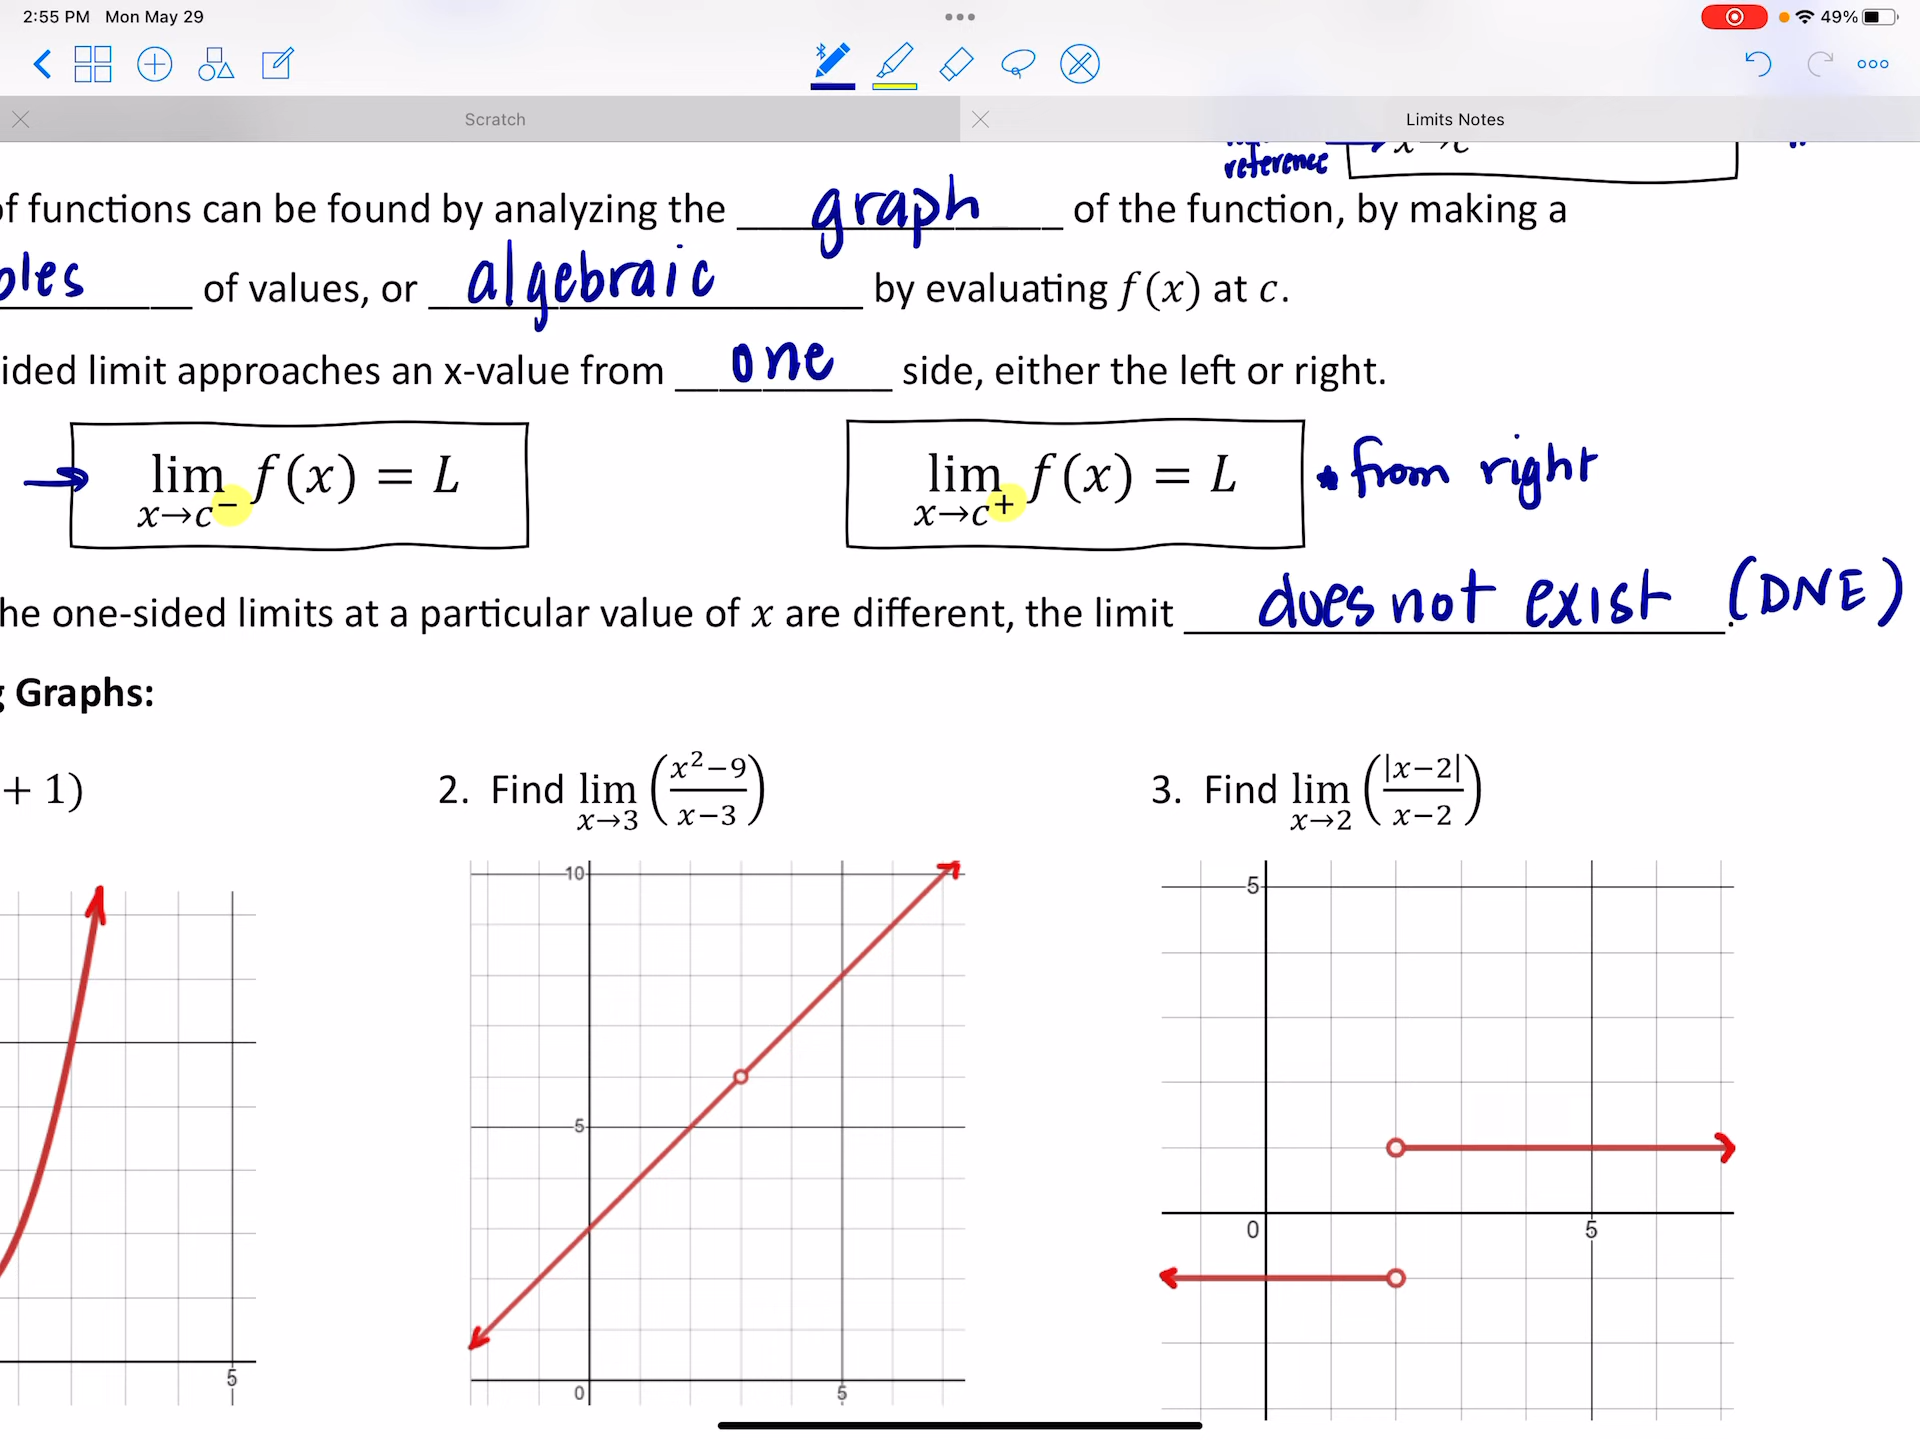 2:55 PM Mon May 29
49%
Scratch
Limits Notes
reference x→c
of functions can be found by analyzing the graph of the function, by making a
bles of values, or algebraic by evaluating f(x) at c.
ided limit approaches an x-value from one side, either the left or right.
lim x→c⁻ f(x) = L
lim x→c⁺ f(x) = L
• from right
he one-sided limits at a particular value of x are different, the limit does not exist. (DNE)
g Graphs:
+ 1)
2. Find lim x→3 (x²−9 / x−3)
3. Find lim x→2 (|x−2| / x−2)
5
10
5
0
5
5
0
5